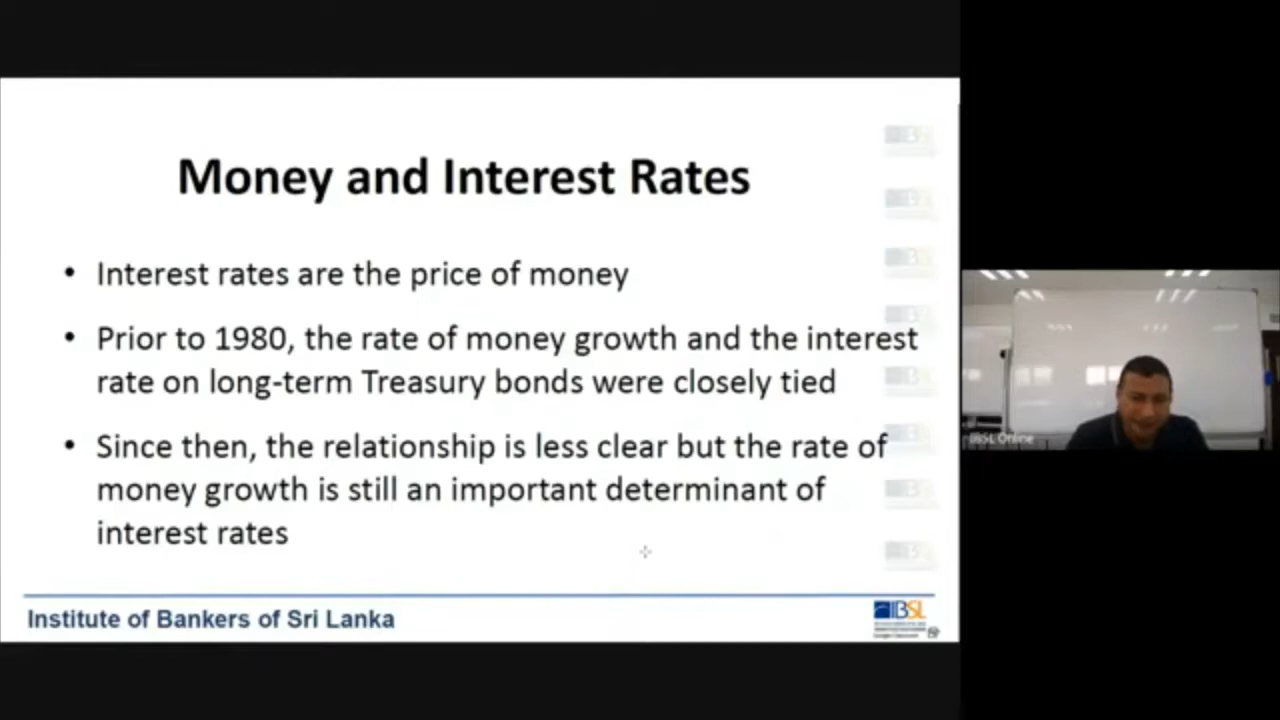 Money and Interest Rates
• Interest rates are the price of money
• Prior to 1980, the rate of money growth and the interest
rate on long-term Treasury bonds were closely tied
• Since then, the relationship is less clear but the rate of
money growth is still an important determinant of
interest rates
Institute of Bankers of Sri Lanka
IBSL
IBSL Online